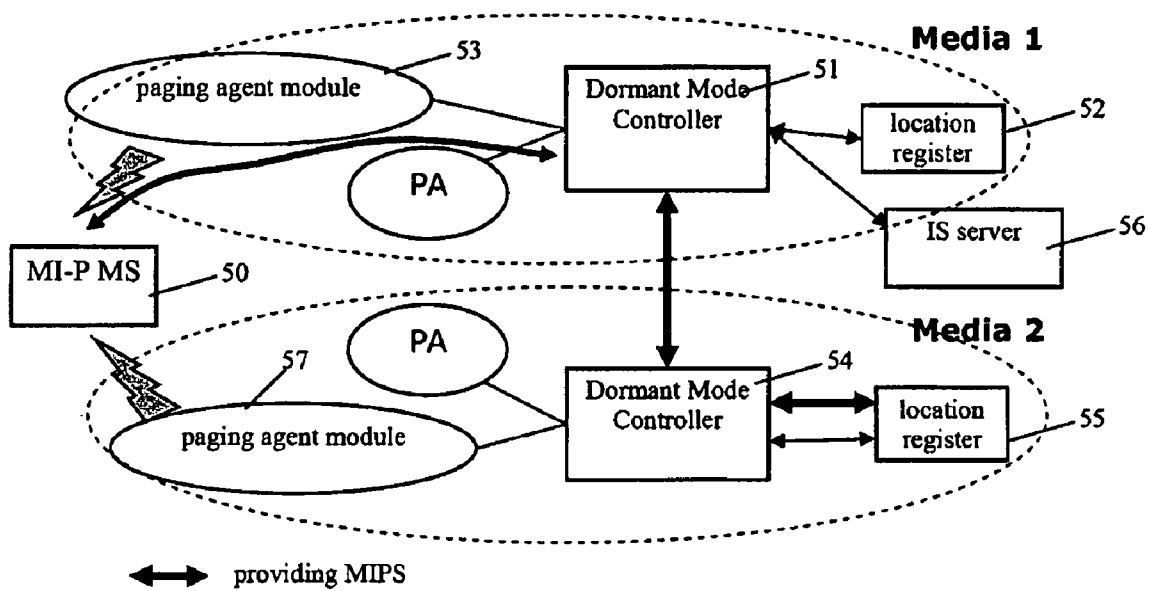 Media 1
53
paging agent module
51
Dormant Mode
Controller
52
location
register
PA
IS server
56
MI-P MS
50
Media 2
PA
57
54
Dormant Mode
Controller
paging agent module
location
register
55
providing MIPS